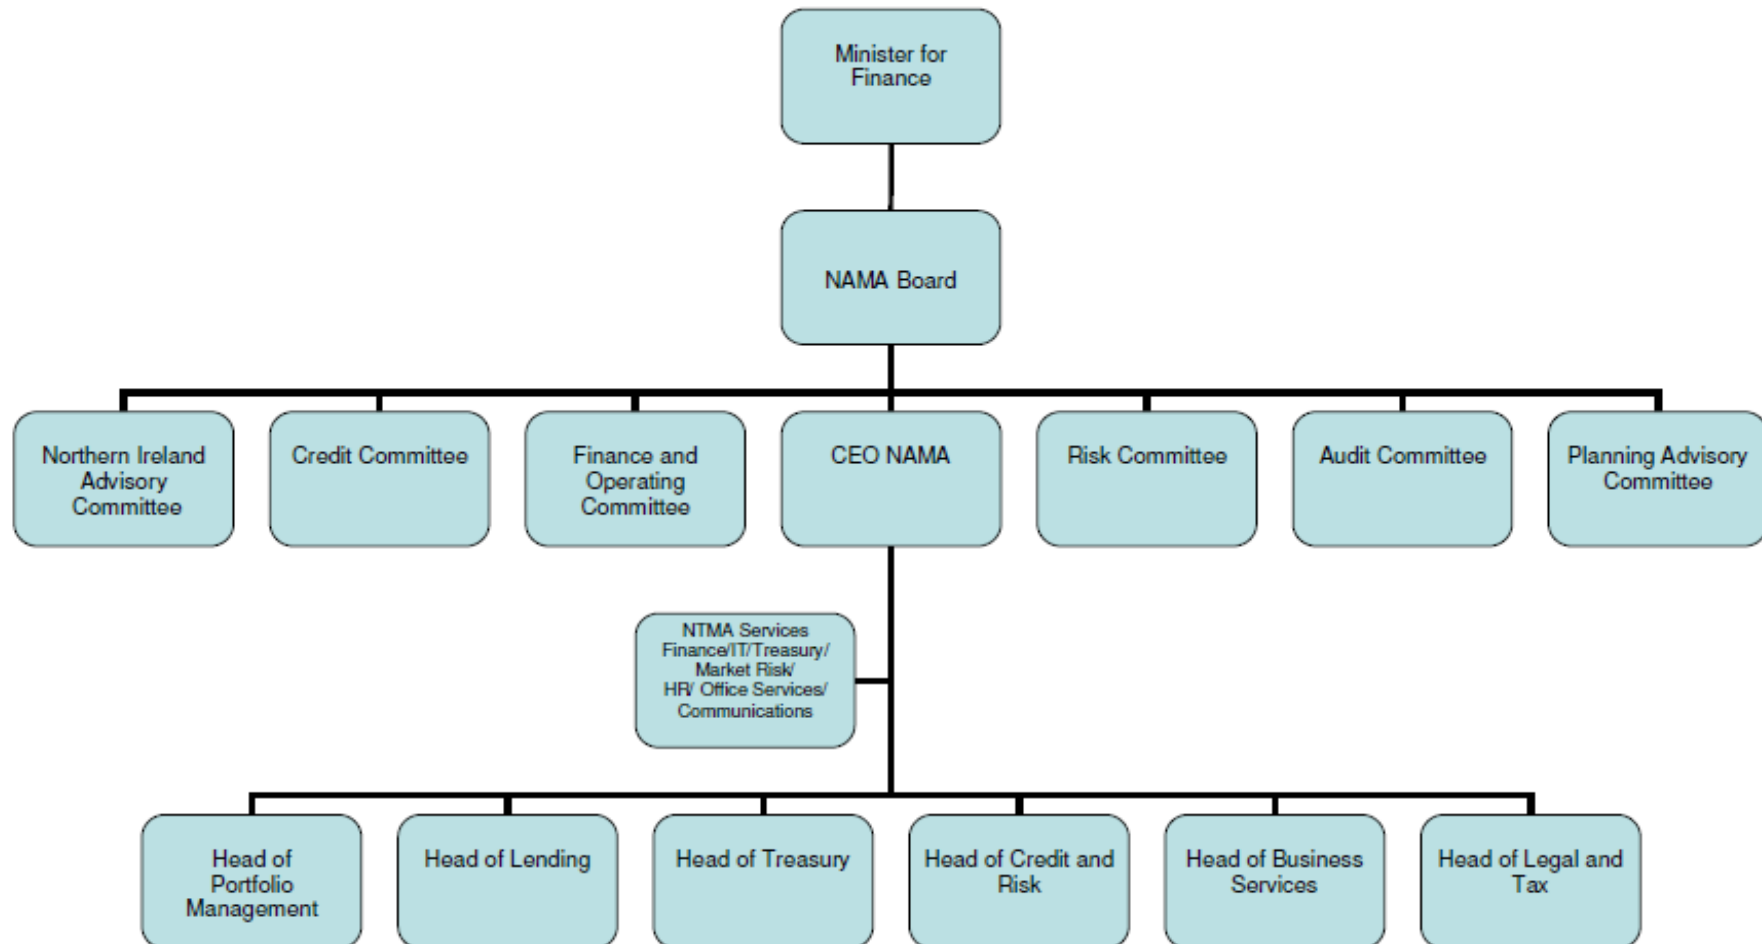 Minister for
Finance
NAMA Board
Northern Ireland
Advisory
Committee
Credit Committee
Finance and
Operating
Committee
CEO NAMA
Risk Committee
Audit Committee
Planning Advisory
Committee
NTMA Services
Finance/IT/Treasury/
Market Risk/
HR/ Office Services/
Communications
Head of
Portfolio
Management
Head of Lending
Head of Treasury
Head of Credit and
Risk
Head of Business
Services
Head of Legal and
Tax